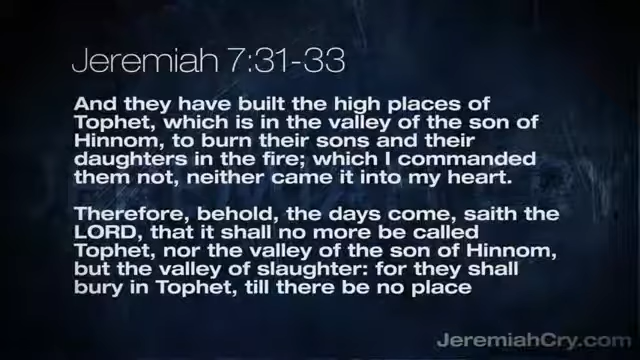 Jeremiah 7:31-33
And they have built the high places of
Tophet, which is in the valley of the son of
Hinnom, to burn their sons and their
daughters in the fire; which I commanded
them not, neither came it into my heart.
Therefore, behold, the days come, saith the
LORD, that it shall no more be called
Tophet, nor the valley of the son of Hinnom,
but the valley of slaughter: for they shall
bury in Tophet, till there be no place
JeremiahCry.com